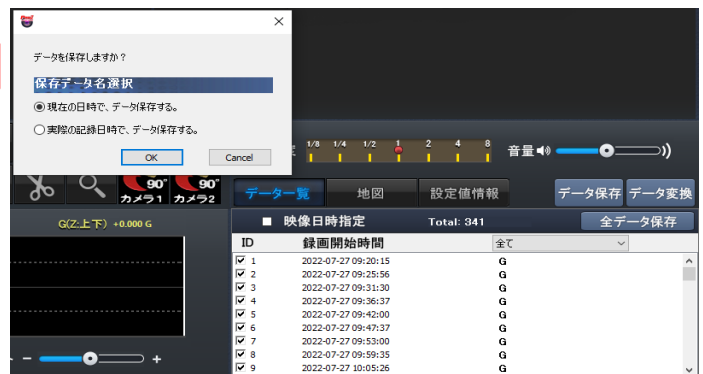 データを保存しますか？
保存データ名選択
現在の日時で、データ保存する。
実際の記録日時で、データ保存する。
OK Cancel
1/8 1/4 1/2 1 2 4 8 音量
90° 90°
カメラ1 カメラ2
データ一覧 地図 設定値情報 データ保存 データ変換
G(Z:上下) +0.000 G
映像日時指定 Total: 341 全データ保存
ID 録画開始時間 全て
1 2022-07-27 09:20:15 G
2 2022-07-27 09:25:56 G
3 2022-07-27 09:31:30 G
4 2022-07-27 09:36:37 G
5 2022-07-27 09:42:00 G
6 2022-07-27 09:47:37 G
7 2022-07-27 09:53:00 G
8 2022-07-27 09:59:35 G
9 2022-07-27 10:05:26 G